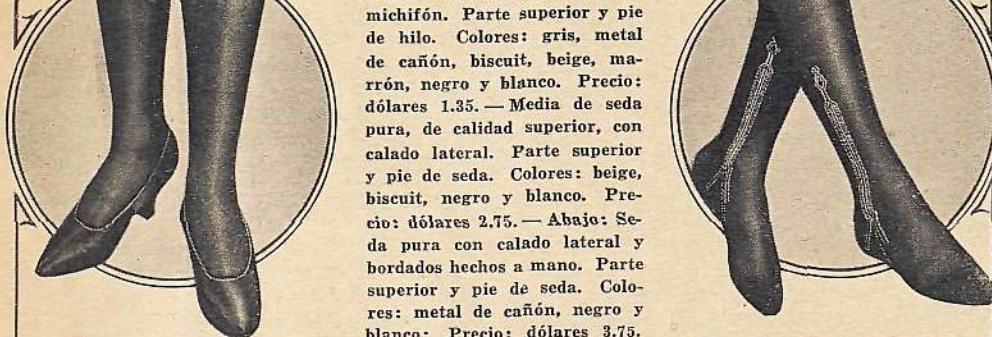 michifón. Parte superior y pie
de hilo. Colores: gris, metal
de cañón, biscuit, beige, ma-
rrón, negro y blanco. Precio:
dólares 1.35. — Media de seda
pura, de calidad superior, con
calado lateral. Parte superior
y pie de seda. Colores: beige,
biscuit, negro y blanco. Pre-
cio: dólares 2.75. — Abajo: Se-
da pura con calado lateral y
bordados hechos a mano. Parte
superior y pie de seda. Colo-
res: metal de cañón, negro y
blanco: Precio: dólares 3.75.